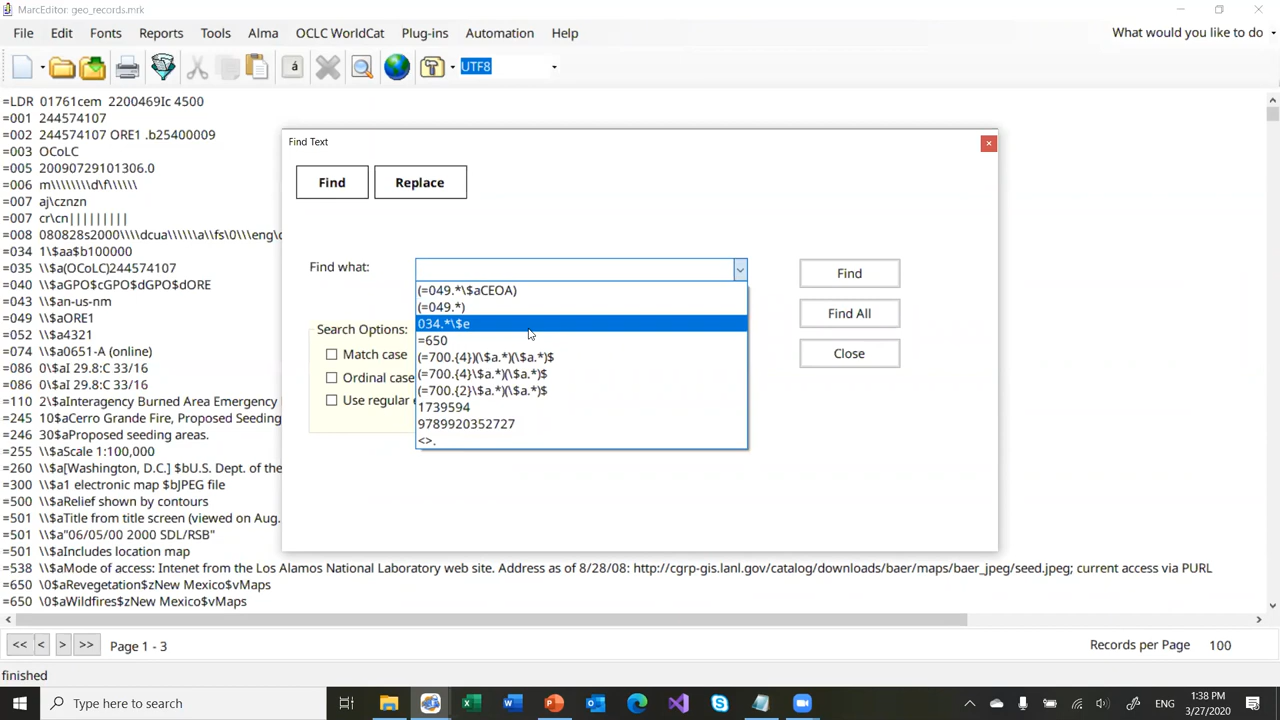 MarcEditor: geo_records.mrk
File Edit Fonts Reports Tools Alma OCLC WorldCat Plug-ins Automation Help What would you like to do
á UTF8
=LDR 01761cem 2200469Ic 4500
=001 244574107
=002 244574107 ORE1 .b25400009
=003 OCoLC
=005 20090729101306.0
=006 m\\\\\\\\d\f\\\\\\
=007 aj\cznzn
=007 cr\cn|||||||||
=008 080828s2000\\\\dcua\\\\\\a\\fs\0\\\eng\d
=034 1\$aa$b100000
=035 \\$a(OCoLC)244574107
=040 \\$aGPO$cGPO$dGPO$dORE
=043 \\$an-us-nm
=049 \\$aORE1
=052 \\$a4321
=074 \\$a0651-A (online)
=086 0\$aI 29.8:C 33/16
=086 0\$aI 29.8:C 33/16
=110 2\$aInteragency Burned Area Emergency
=245 10$aCerro Grande Fire, Proposed Seeding
=246 30$aProposed seeding areas.
=255 \\$aScale 1:100,000
=260 \\$a[Washington, D.C.] $bU.S. Dept. of the
=300 \\$a1 electronic map $bJPEG file
=500 \\$aRelief shown by contours
=501 \\$aTitle from title screen (viewed on Aug.
=501 \\$a"06/05/00 2000 SDL/RSB"
=501 \\$aIncludes location map
=538 \\$aMode of access: Intenet from the Los Alamos National Laboratory web site. Address as of 8/28/08: http://cgrp-gis.lanl.gov/catalog/downloads/baer/maps/baer_jpeg/seed.jpeg; current access via PURL
=650 \0$aRevegetation$zNew Mexico$vMaps
=650 \0$aWildfires$zNew Mexico$vMaps
Find Text
Find Replace
Find what:
(=049.*\$aCEOA)
(=049.*)
034.*\$e
=650
(=700.{4})(\$a.*)(\$a.*)$
(=700.{4}\$a.*)(\$a.*)$
(=700.{2}\$a.*)(\$a.*)$
1739594
9789920352727
<>.
Search Options:
Match case
Ordinal case
Use regular
Find
Find All
Close
<< < > >> Page 1 - 3 Records per Page 100
finished
Type here to search
ENG
1:38 PM
3/27/2020